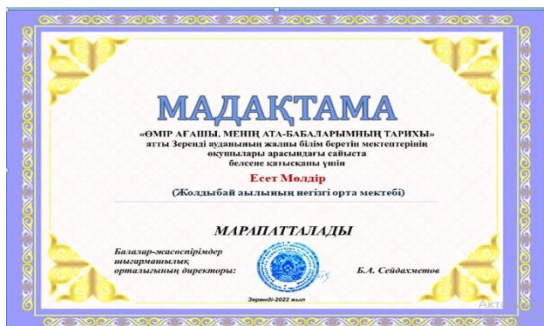 МАДАҚТАМА
«ӨМІР АҒАШЫ. МЕНІҢ АТА-БАБАЛАРЫМНЫҢ ТАРИХЫ»
атты Зеренді ауданының жалпы білім беретін мектептерінің
оқушылары арасындағы сайыста
белсене қатысқаны үшін
Есет Мөлдір
(Жолдыбай ауылының негізгі орта мектебі)
МАРАПАТТАЛАДЫ
Балалар-жасөспірімдер
шығармашылық
орталығының директоры:
Б.А. Сейдахметов
Зеренді-2022 жыл